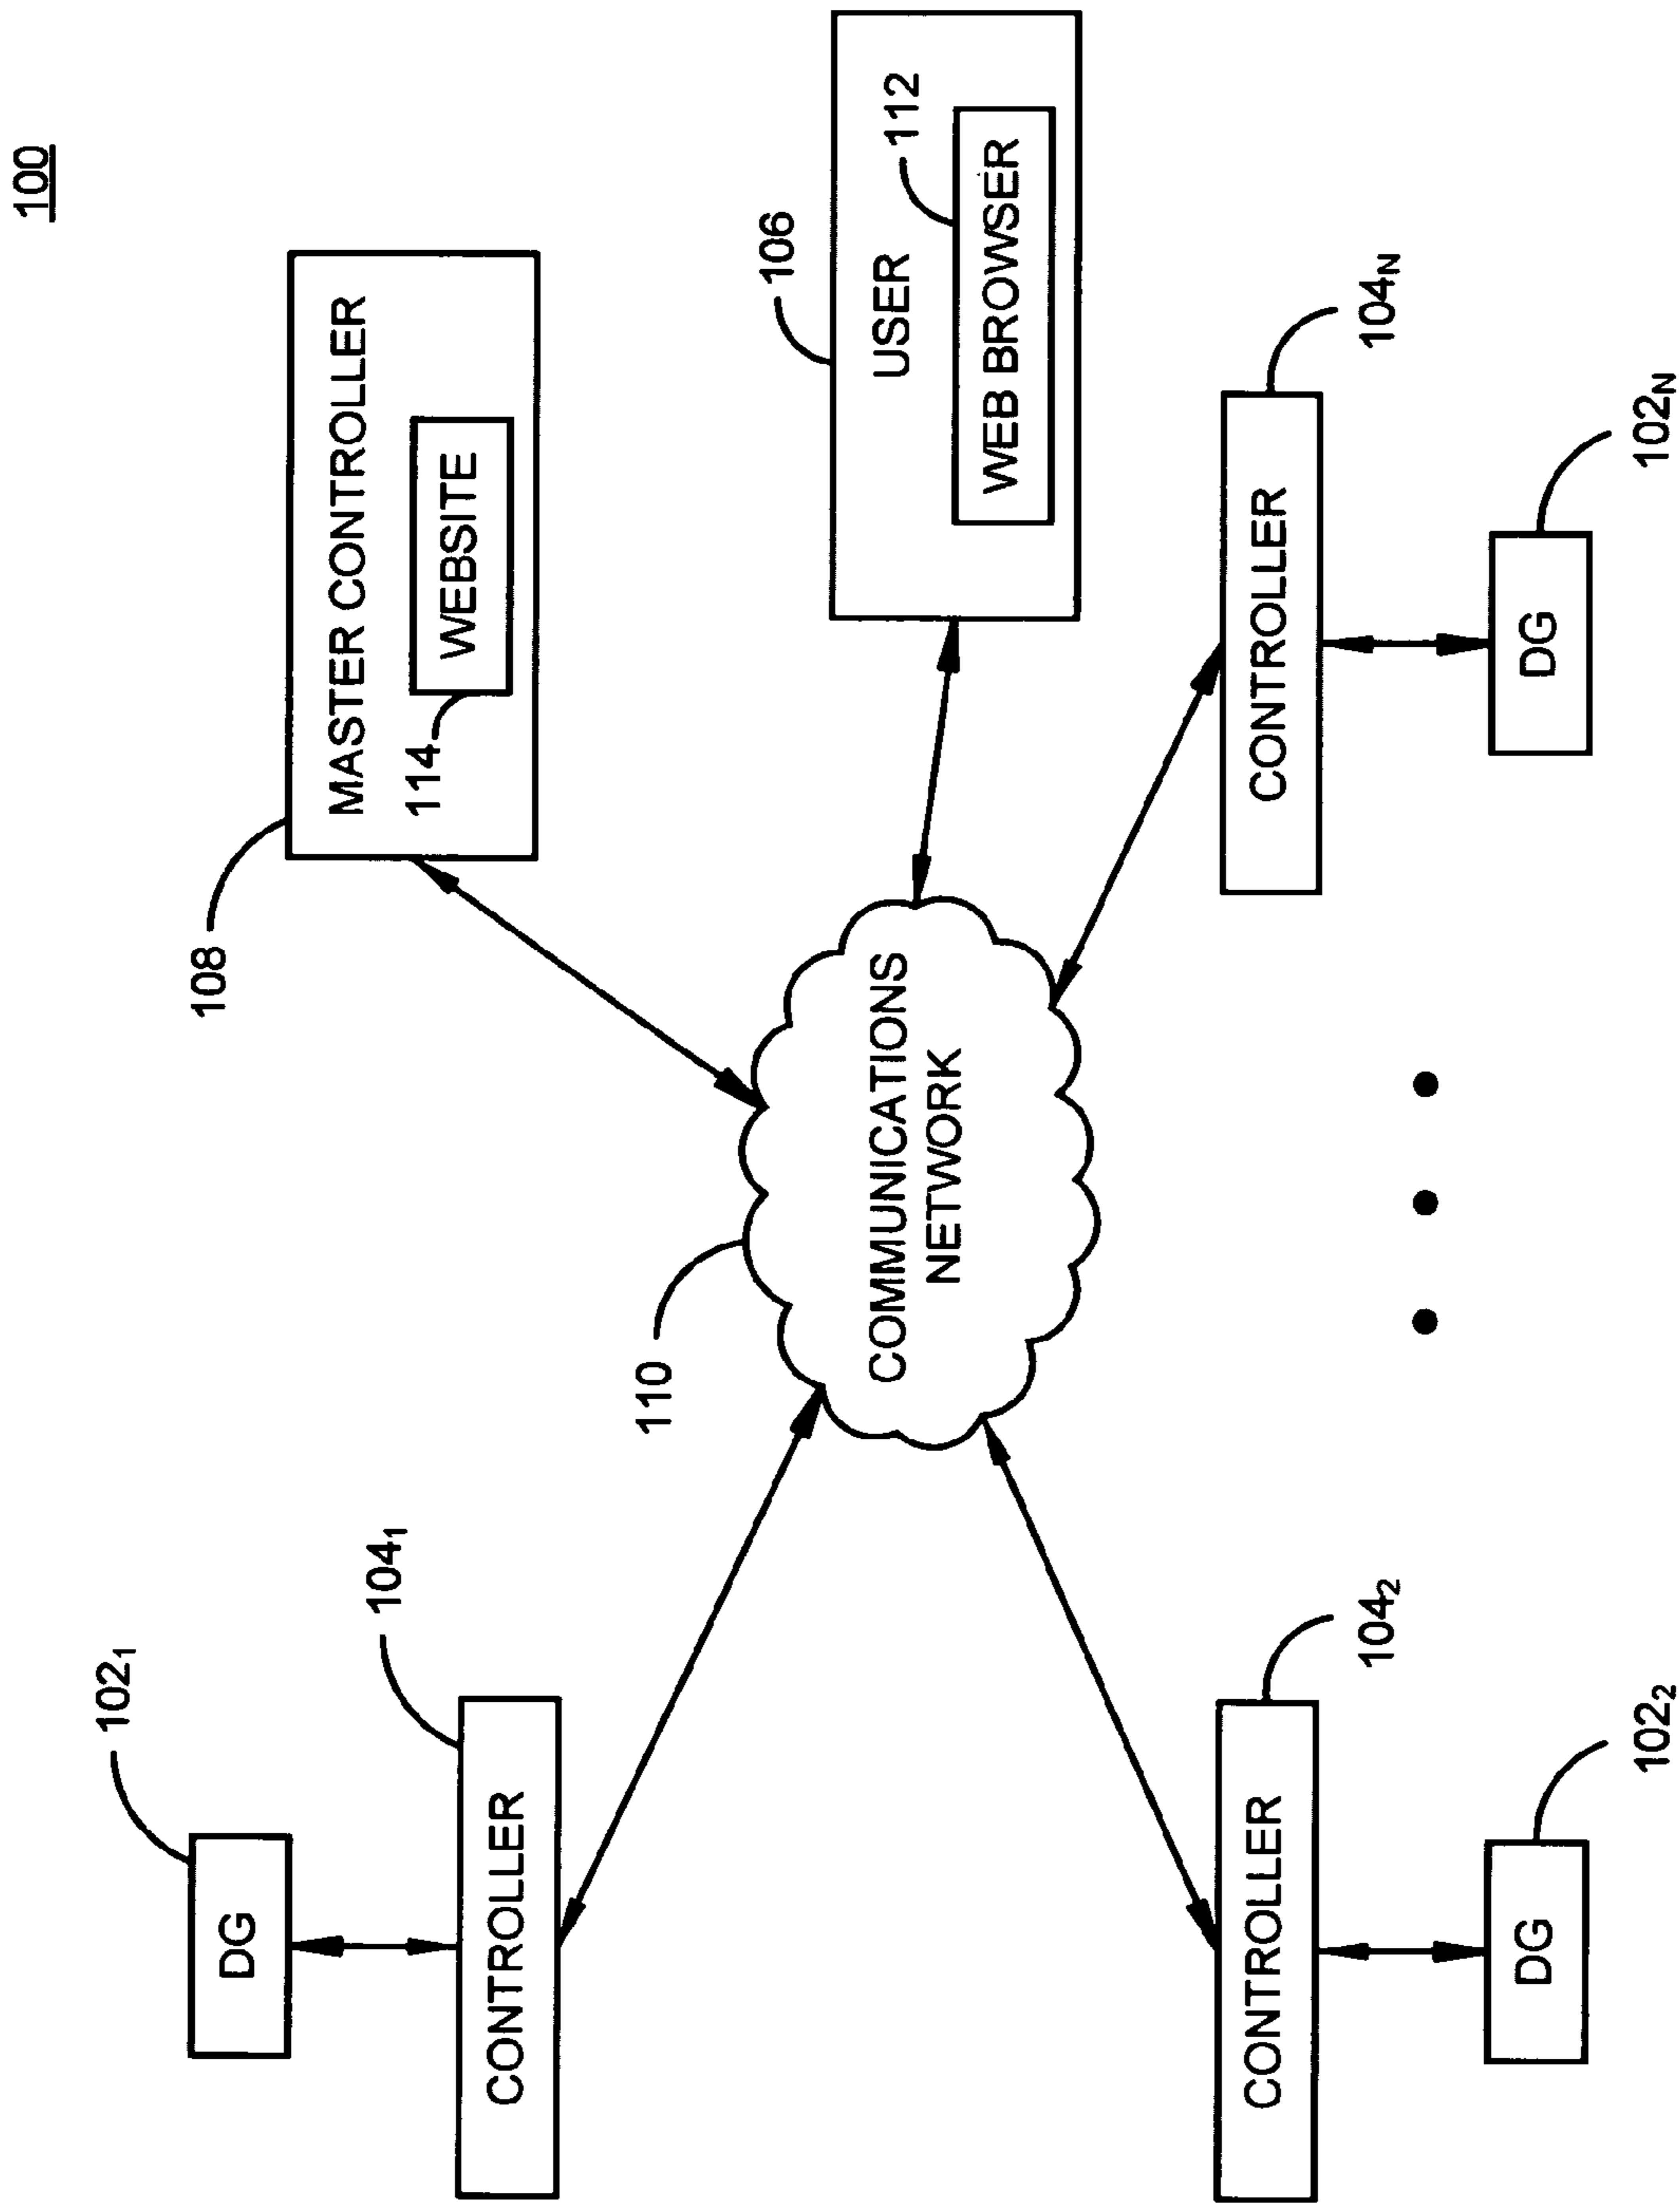 100
102₁
DG
104₁
CONTROLLER
108
MASTER CONTROLLER
114
WEBSITE
110
COMMUNICATIONS
NETWORK
106
USER
112
WEB BROWSER
CONTROLLER
104₂
DG
102₂
CONTROLLER
104N
DG
102N